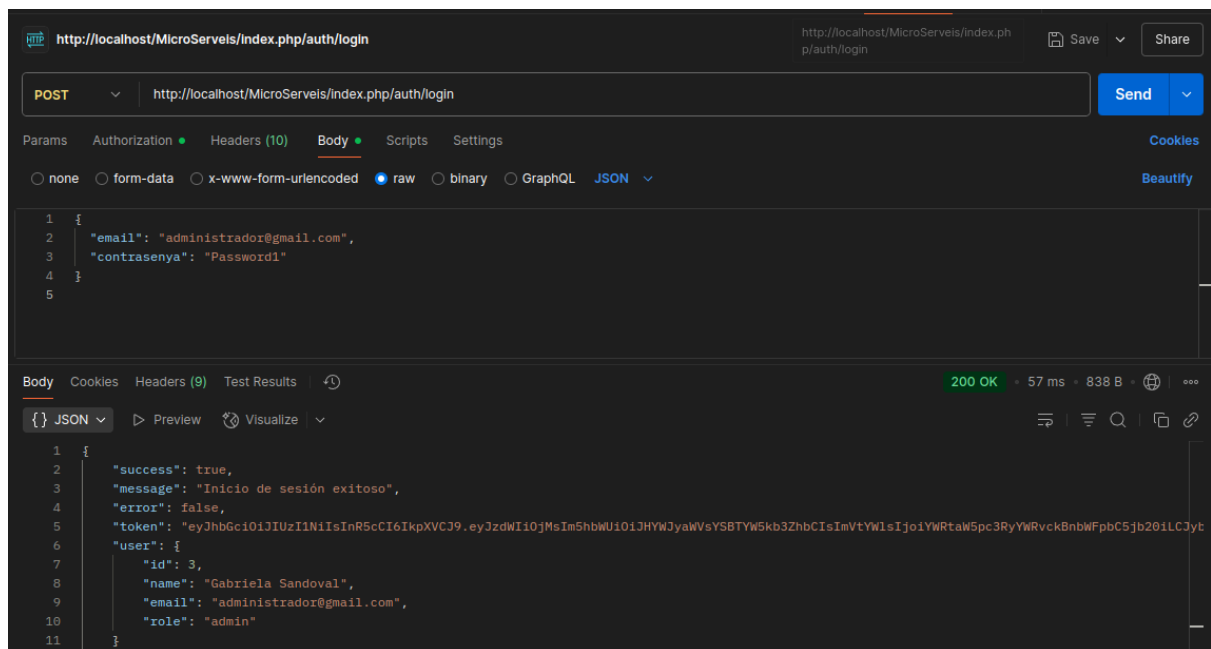 HTTP http://localhost/MicroServeis/index.php/auth/login
http://localhost/MicroServeis/index.ph
p/auth/login
Save
Share
POST http://localhost/MicroServeis/index.php/auth/login Send
Params Authorization Headers (10) Body Scripts Settings Cookies
none form-data x-www-form-urlencoded raw binary GraphQL JSON Beautify
1 {
2 "email": "administrador@gmail.com",
3 "contrasenya": "Password1"
4 }
5
Body Cookies Headers (9) Test Results 200 OK • 57 ms • 838 B
{} JSON Preview Visualize
1 {
2 "success": true,
3 "message": "Inicio de sesión exitoso",
4 "error": false,
5 "token": "eyJhbGciOiJIUzI1NiIsInR5cCI6IkpXVCJ9.eyJzdWIiOjMsIm5hbWUiOiJHYWJyaWVsYSBTYW5kb3ZhbCIsImVtYWlsIjoiYWRtaW5pc3RyYWRvckBnbWFpbC5jb20iLCJyb
6 "user": {
7 "id": 3,
8 "name": "Gabriela Sandoval",
9 "email": "administrador@gmail.com",
10 "role": "admin"
11 }